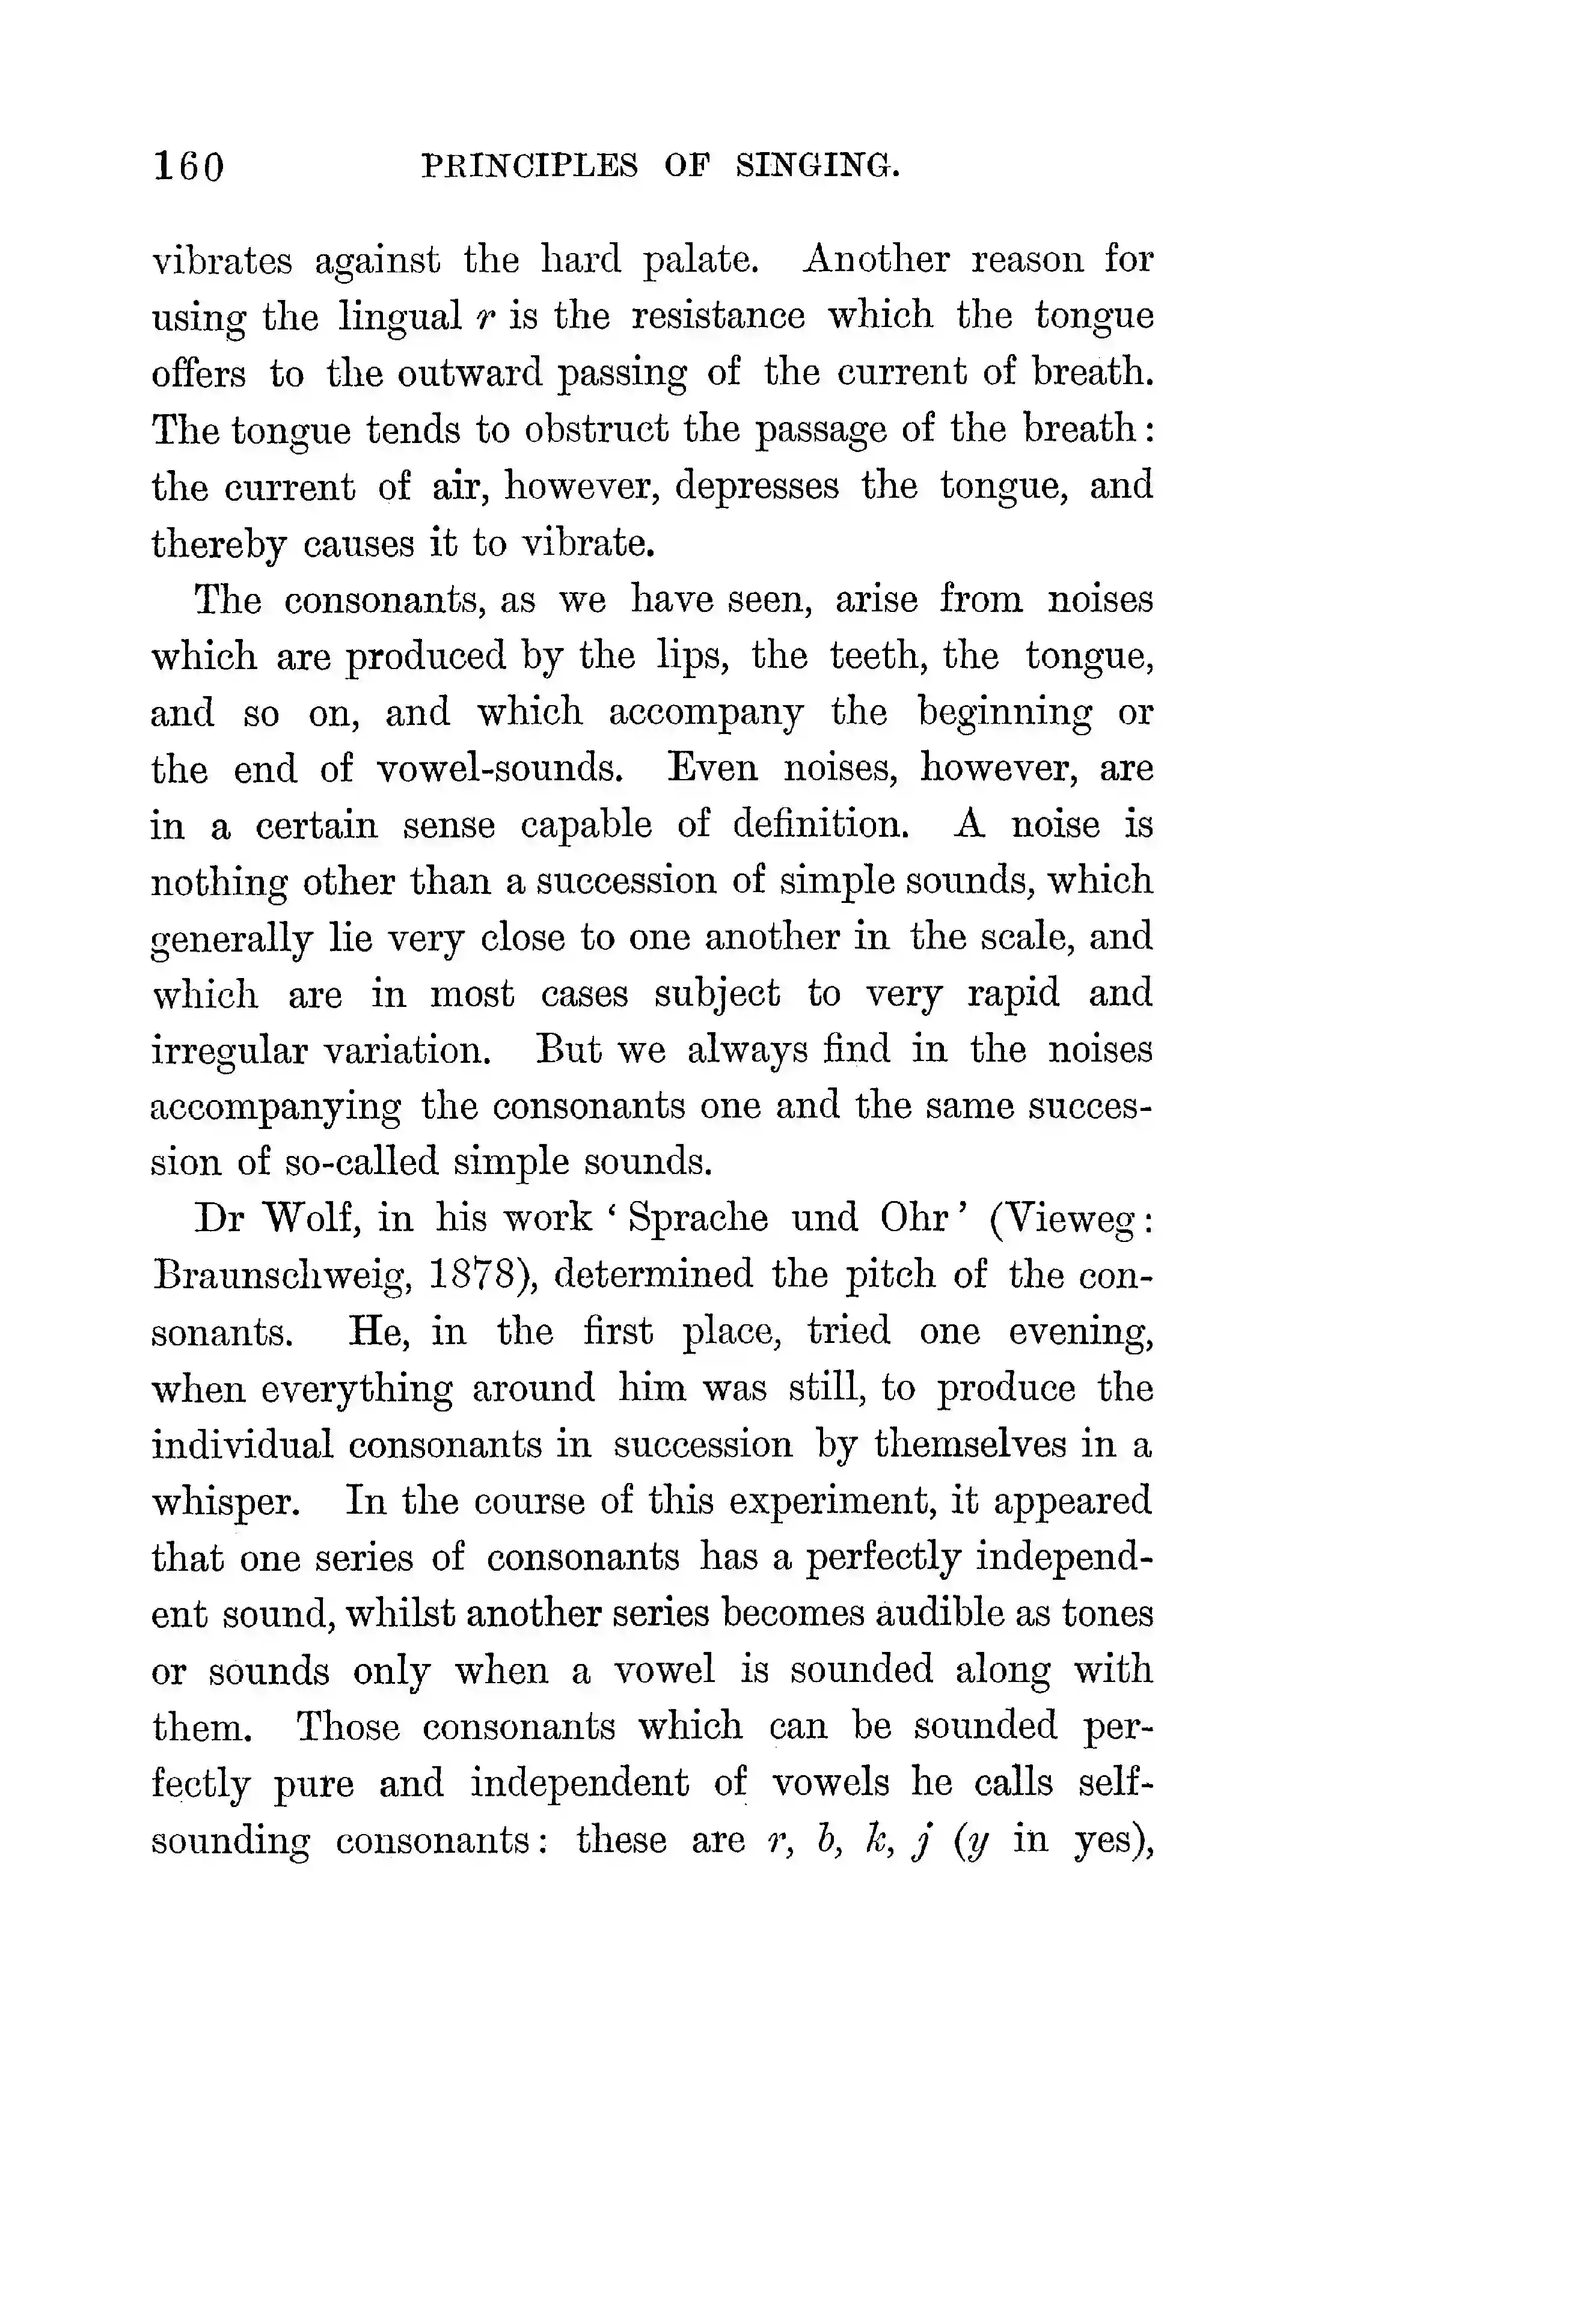 160 PRINCIPLES OF SINGING.
vibrates against the hard palate. Another reason for
using the lingual r is the resistance which the tongue
offers to the outward passing of the current of breath.
The tongue tends to obstruct the passage of the breath:
the current of air, however, depresses the tongue, and
thereby causes it to vibrate.
The consonants, as we have seen, arise from noises
which are produced by the lips, the teeth, the tongue,
and so on, and which accompany the beginning or
the end of vowel-sounds. Even noises, however, are
in a certain sense capable of definition. A noise is
nothing other than a succession of simple sounds, which
generally lie very close to one another in the scale, and
which are in most cases subject to very rapid and
irregular variation. But we always find in the noises
accompanying the consonants one and the same succes-
sion of so-called simple sounds.
Dr Wolf, in his work ‘Sprache und Ohr’ (Vieweg:
Braunschweig, 1878), determined the pitch of the con-
sonants. He, in the first place, tried one evening,
when everything around him was still, to produce the
individual consonants in succession by themselves in a
whisper. In the course of this experiment, it appeared
that one series of consonants has a perfectly independ-
ent sound, whilst another series becomes audible as tones
or sounds only when a vowel is sounded along with
them. Those consonants which can be sounded per-
fectly pure and independent of vowels he calls self-
sounding consonants: these are r, b, k, j (y in yes),